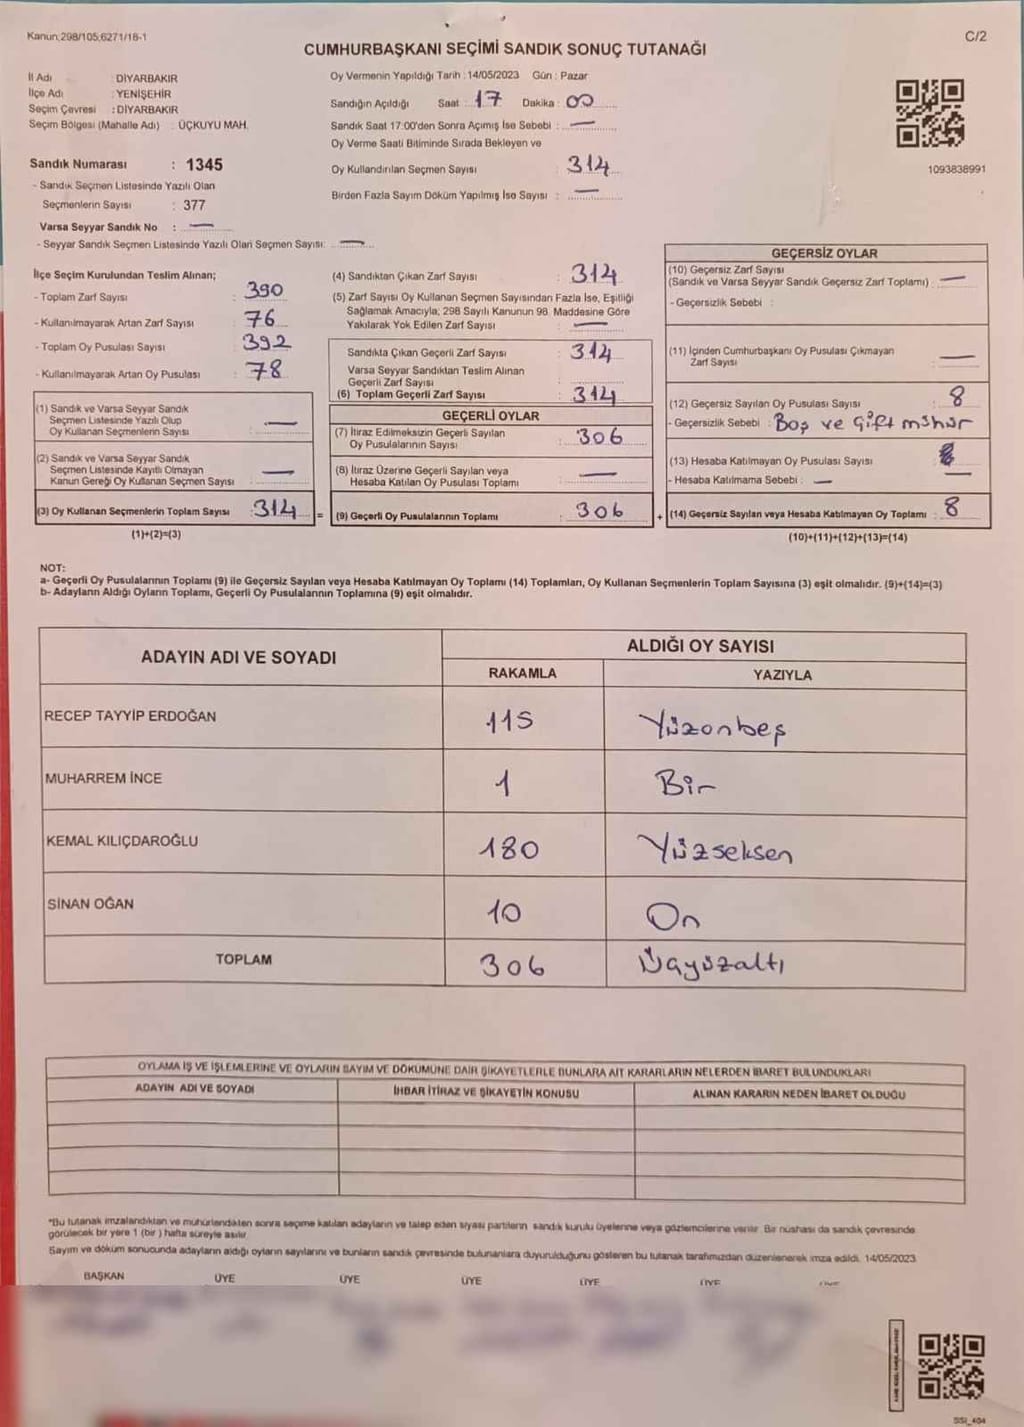 Kanun;298/105;6271/18-1
C/2
CUMHURBAŞKANI SEÇİMİ SANDIK SONUÇ TUTANAĞI
İl Adı : DİYARBAKIR
İlçe Adı : YENİŞEHİR
Seçim Çevresi : DİYARBAKIR
Seçim Bölgesi (Mahalle Adı) : ÜÇKUYU MAH.
Sandık Numarası : 1345
- Sandık Seçmen Listesinde Yazılı Olan
Seçmenlerin Sayısı : 377
Varsa Seyyar Sandık No : —
- Seyyar Sandık Seçmen Listesinde Yazılı Olan Seçmen Sayısı: —
Oy Vermenin Yapıldığı Tarih : 14/05/2023 Gün : Pazar
Sandığın Açıldığı Saat : 17 Dakika : 00
Sandık Saat 17:00'den Sonra Açımış İse Sebebi : —
Oy Verme Saati Bitiminde Sırada Bekleyen ve
Oy Kullandırılan Seçmen Sayısı : 314
Birden Fazla Sayım Döküm Yapılmış İse Sayısı : —
1093838991
İlçe Seçim Kurulundan Teslim Alınan;
- Toplam Zarf Sayısı : 390
- Kullanılmayarak Artan Zarf Sayısı : 76
- Toplam Oy Pusulası Sayısı : 392
- Kullanılmayarak Artan Oy Pusulası : 78
(1) Sandık ve Varsa Seyyar Sandık
Seçmen Listesinde Yazılı Olup
Oy Kullanan Seçmenlerin Sayısı : —
(2) Sandık ve Varsa Seyyar Sandık
Seçmen Listesinde Kayıtlı Olmayan
Kanun Gereği Oy Kullanan Seçmen Sayısı : —
(3) Oy Kullanan Seçmenlerin Toplam Sayısı : 314 =
(1)+(2)=(3)
(4) Sandıktan Çıkan Zarf Sayısı : 314
(5) Zarf Sayısı Oy Kullanan Seçmen Sayısından Fazla İse, Eşitliği
Sağlamak Amacıyla; 298 Sayılı Kanunun 98. Maddesine Göre
Yakılarak Yok Edilen Zarf Sayısı : —
Sandıkta Çıkan Geçerli Zarf Sayısı : 314
Varsa Seyyar Sandıktan Teslim Alınan
Geçerli Zarf Sayısı :
(6) Toplam Geçerli Zarf Sayısı : 314
GEÇERLİ OYLAR
(7) İtiraz Edilmeksizin Geçerli Sayılan
Oy Pusulalarının Sayısı : 306
(8) İtiraz Üzerine Geçerli Sayılan veya
Hesaba Katılan Oy Pusulası Toplamı : —
(9) Geçerli Oy Pusulalarının Toplamı : 306 +
GEÇERSİZ OYLAR
(10) Geçersiz Zarf Sayısı
(Sandık ve Varsa Seyyar Sandık Geçersiz Zarf Toplamı) : —
- Geçersizlik Sebebi :
(11) İçinden Cumhurbaşkanı Oy Pusulası Çıkmayan
Zarf Sayısı : —
(12) Geçersiz Sayılan Oy Pusulası Sayısı : 8
- Geçersizlik Sebebi : Boş ve Çift mühür
(13) Hesaba Katılmayan Oy Pusulası Sayısı : —
- Hesaba Katılmama Sebebi : —
(14) Geçersiz Sayılan veya Hesaba Katılmayan Oy Toplamı : 8
(10)+(11)+(12)+(13)=(14)
NOT:
a- Geçerli Oy Pusulalarının Toplamı (9) ile Geçersiz Sayılan veya Hesaba Katılmayan Oy Toplamı (14) Toplamları, Oy Kullanan Seçmenlerin Toplam Sayısına (3) eşit olmalıdır. (9)+(14)=(3)
b- Adayların Aldığı Oyların Toplamı, Geçerli Oy Pusulalarının Toplamına (9) eşit olmalıdır.
ADAYIN ADI VE SOYADI
ALDIĞI OY SAYISI
RAKAMLA YAZIYLA
RECEP TAYYİP ERDOĞAN 115 Yüzonbeş
MUHARREM İNCE 1 Bir
KEMAL KILIÇDAROĞLU 180 Yüzseksen
SİNAN OĞAN 10 On
TOPLAM 306 Üçyüzaltı
OYLAMA İŞ VE İŞLEMLERİNE VE OYLARIN SAYIM VE DÖKÜMÜNE DAİR ŞİKAYETLERLE BUNLARA AİT KARARLARIN NELERDEN İBARET BULUNDUKLARI
ADAYIN ADI VE SOYADI İHBAR İTİRAZ VE ŞİKAYETİN KONUSU ALINAN KARARIN NEDEN İBARET OLDUĞU
*Bu tutanak imzalandıktan ve mühürlendikten sonra seçime katılan adayların ve talep eden siyasi partilerin sandık kurulu üyelerine veya gözlemcilerine verilir. Bir nüshası da sandık çevresinde
görülecek bir yere 1 (bir) hafta süreyle asılır.
Sayım ve döküm sonucunda adayların aldığı oyların sayılarını ve bunların sandık çevresinde bulunanlara duyurulduğunu gösteren bu tutanak tarafımızdan düzenlenerek imza edildi. 14/05/2023
BAŞKAN ÜYE ÜYE ÜYE ÜYE ÜYE ÜYE
SSI_404